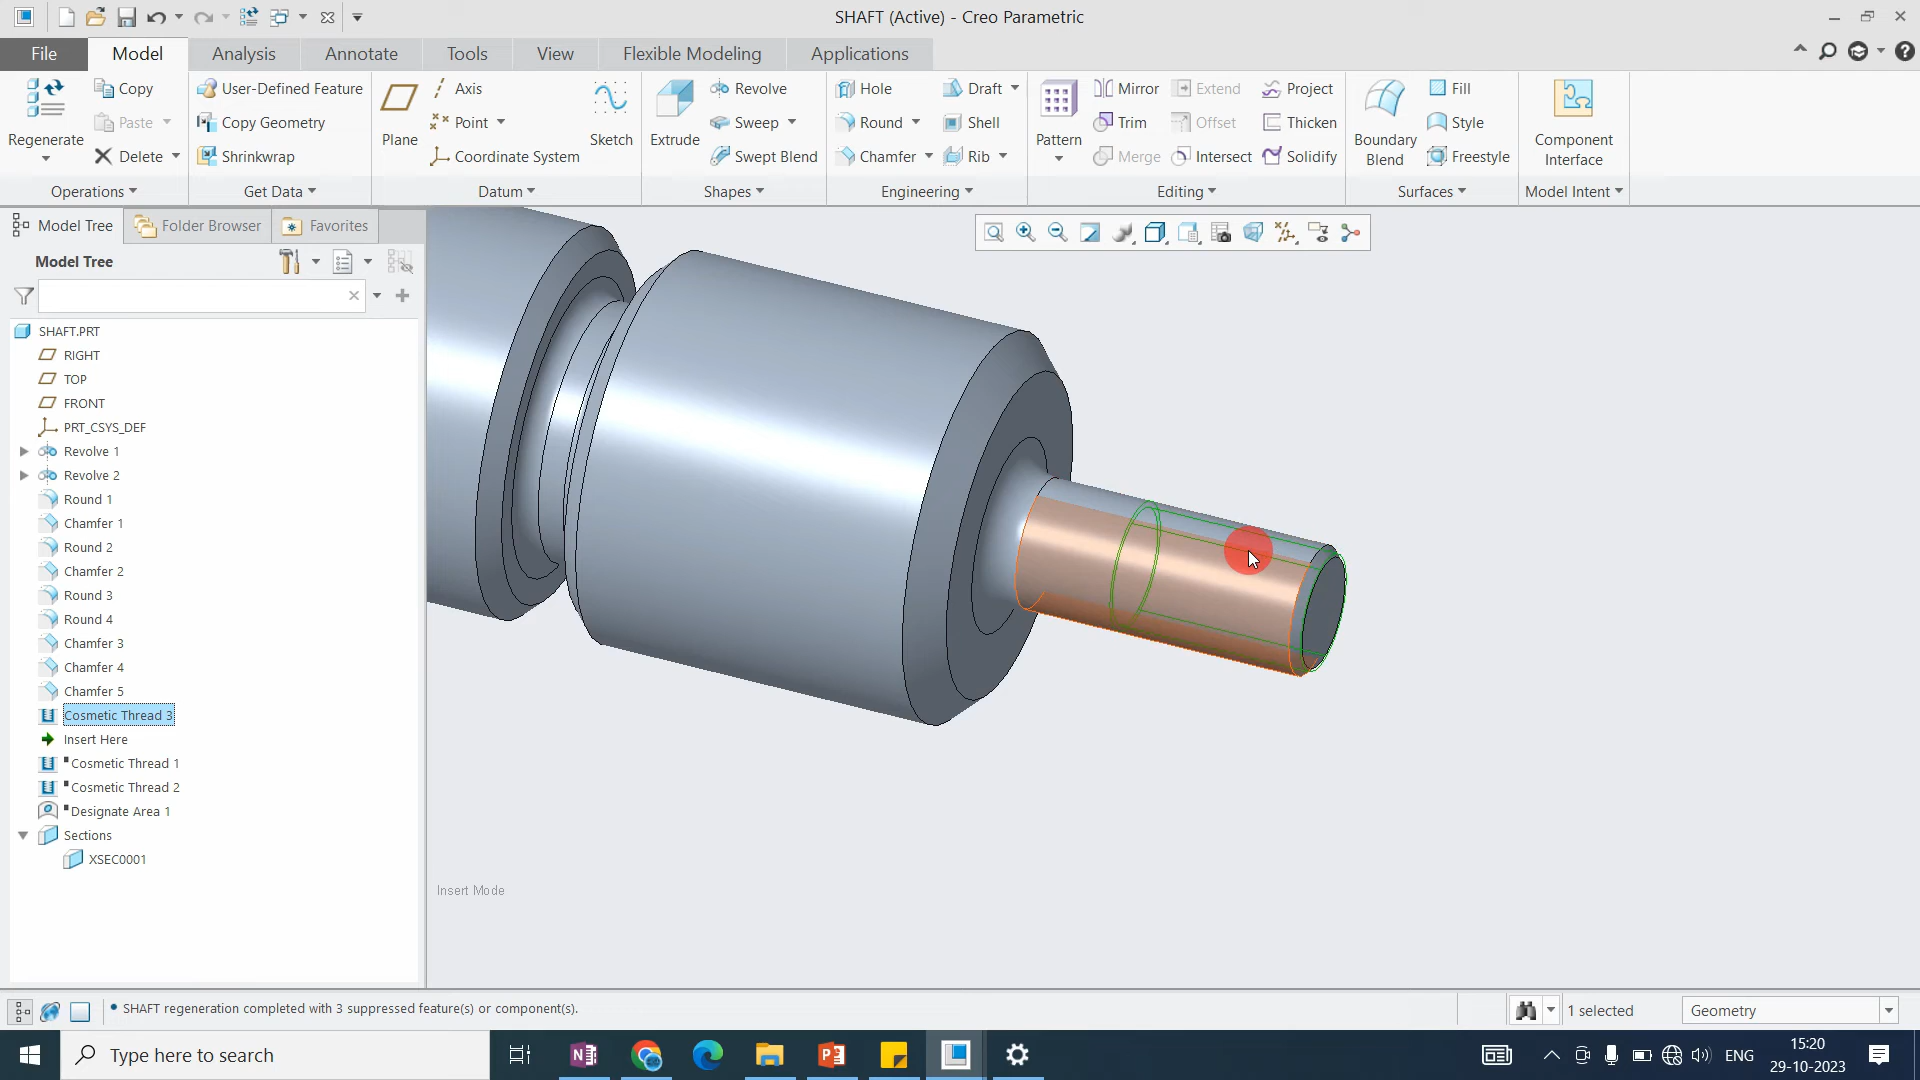 SHAFT (Active) - Creo Parametric
File
Model
Analysis
Annotate
Tools
View
Flexible Modeling
Applications
Regenerate
Copy
Paste
Delete
Operations
User-Defined Feature
Copy Geometry
Shrinkwrap
Get Data
Plane
Axis
Point
Coordinate System
Sketch
Datum
Extrude
Revolve
Sweep
Swept Blend
Shapes
Hole
Round
Chamfer
Draft
Shell
Rib
Engineering
Pattern
Mirror
Trim
Merge
Extend
Offset
Intersect
Project
Thicken
Solidify
Editing
Boundary
Blend
Fill
Style
Freestyle
Surfaces
Component
Interface
Model Intent
Model Tree
Folder Browser
Favorites
Model Tree
SHAFT.PRT
RIGHT
TOP
FRONT
PRT_CSYS_DEF
Revolve 1
Revolve 2
Round 1
Chamfer 1
Round 2
Chamfer 2
Round 3
Round 4
Chamfer 3
Chamfer 4
Chamfer 5
Cosmetic Thread 3
Insert Here
Cosmetic Thread 1
Cosmetic Thread 2
Designate Area 1
Sections
XSEC0001
Insert Mode
SHAFT regeneration completed with 3 suppressed feature(s) or component(s).
1 selected
Geometry
Type here to search
ENG
15:20
29-10-2023